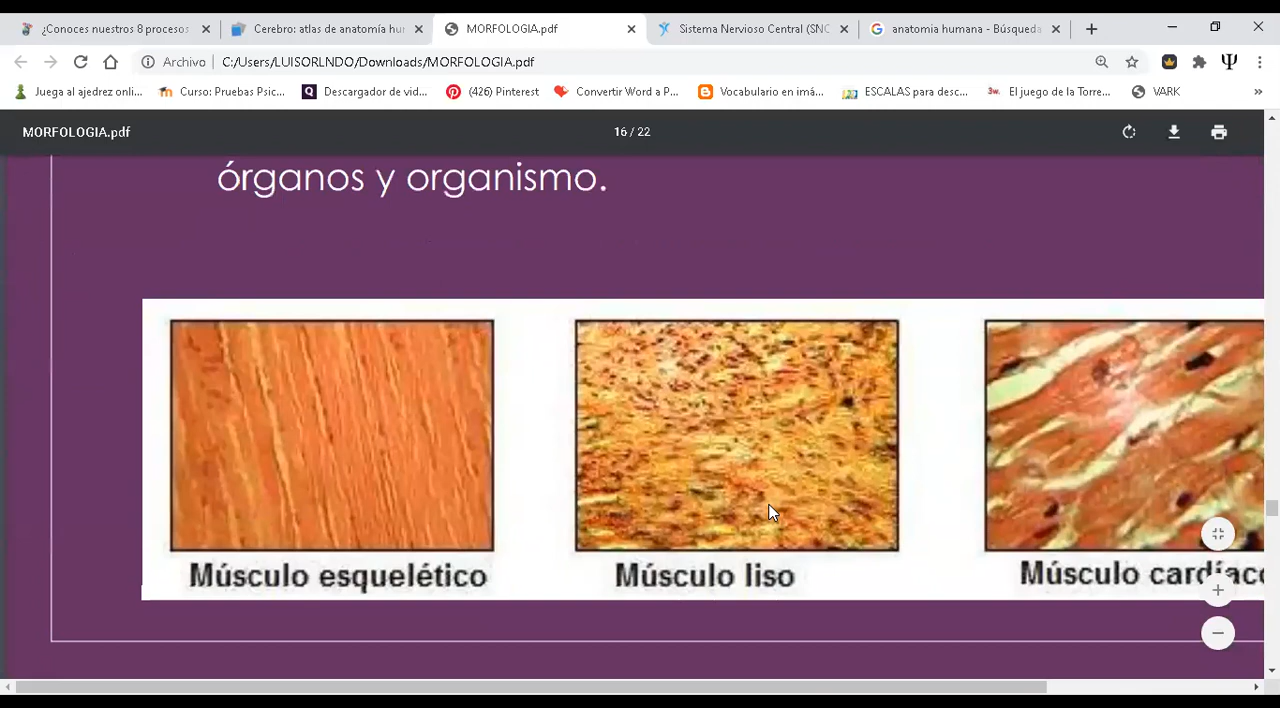 ¿Conoces nuestros 8 procesos
Cerebro: atlas de anatomía hu
MORFOLOGIA.pdf
Sistema Nervioso Central (SNC
anatomia humana - Búsqueda
Archivo
C:/Users/LUISORLNDO/Downloads/MORFOLOGIA.pdf
Juega al ajedrez onli...
Curso: Pruebas Psic...
Descargador de vid...
(426) Pinterest
Convertir Word a P...
Vocabulario en imá...
ESCALAS para desc...
3w. El juego de la Torre...
VARK
»
MORFOLOGIA.pdf
16 / 22
órganos y organismo.
Músculo esquelético
Músculo liso
Músculo cardíaco